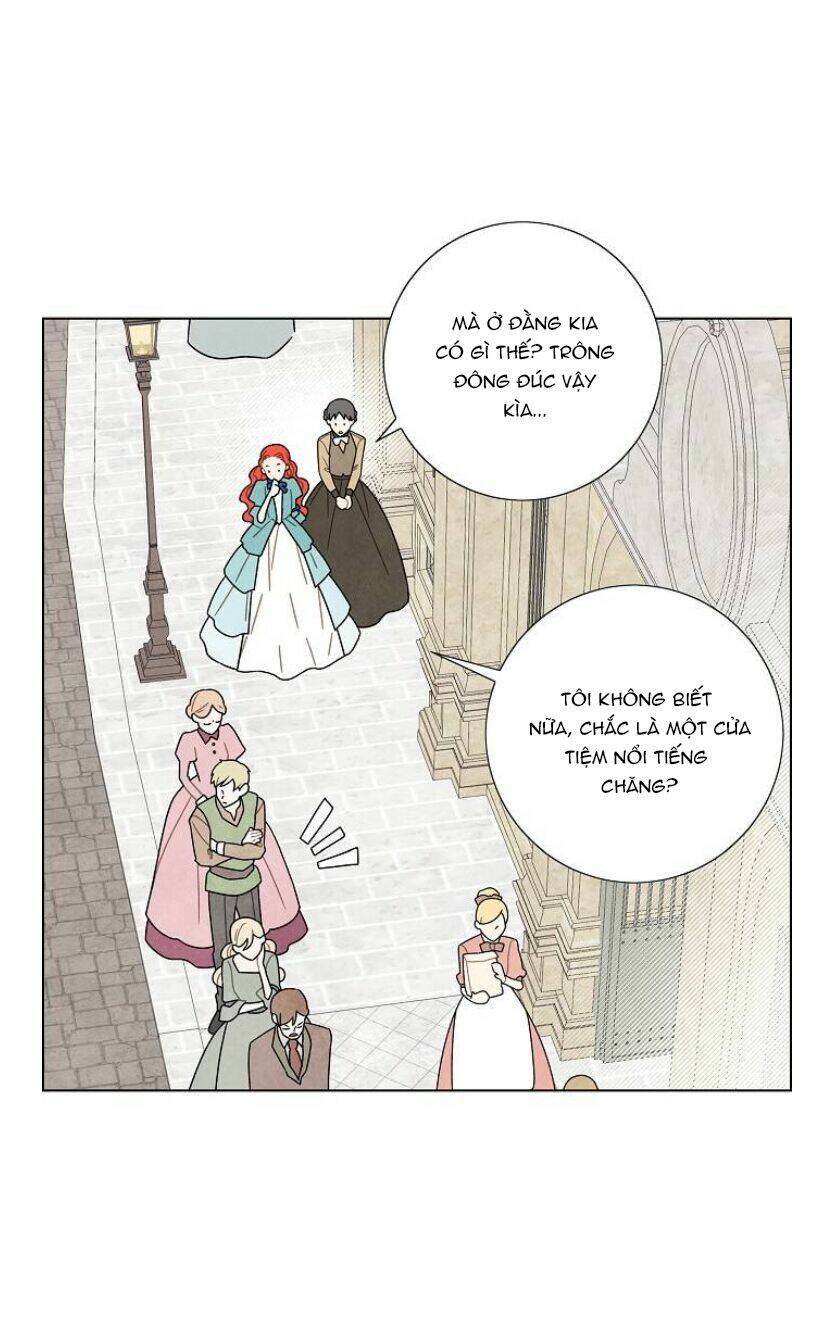 MÀ Ở ĐẰNG KIA
CÓ GÌ THẾ? TRÔNG
ĐÔNG ĐÚC VẬY
KÌA...
TÔI KHÔNG BIẾT
NỮA, CHẮC LÀ MỘT CỬA
TIỆM NỔI TIẾNG
CHĂNG?